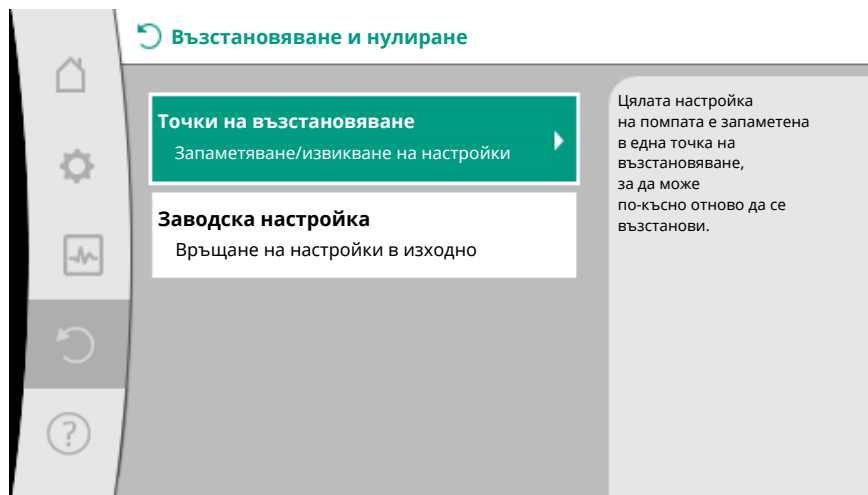 Възстановяване и нулиране
Точки на възстановяване
Запаметяване/извикване на настройки
Заводска настройка
Връщане на настройки в изходно
Цялата настройка
на помпата е запаметена
в една точка на
възстановяване,
за да може
по-късно отново да се
възстанови.
?